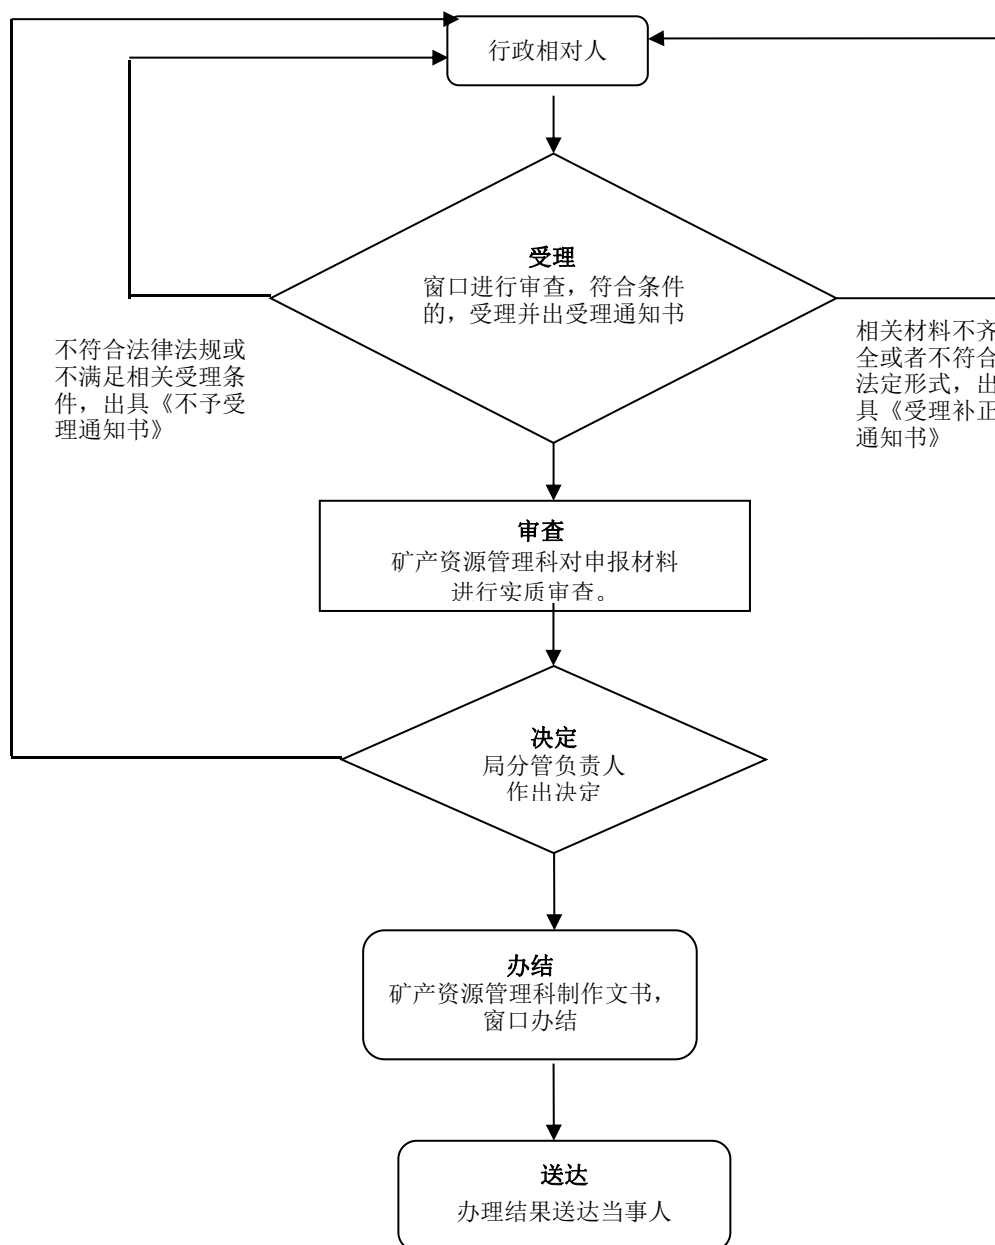 行政相对人
受理
窗口进行审查，符合条件
的，受理并出受理通知书
不符合法律法规或
不满足相关受理条
件，出具《不予受
理通知书》
相关材料不齐
全或者不符合
法定形式，出
具《受理补正
通知书》
审查
矿产资源管理科对申报材料
进行实质审查。
决定
局分管负责人
作出决定
办结
矿产资源管理科制作文书，
窗口办结
送达
办理结果送达当事人